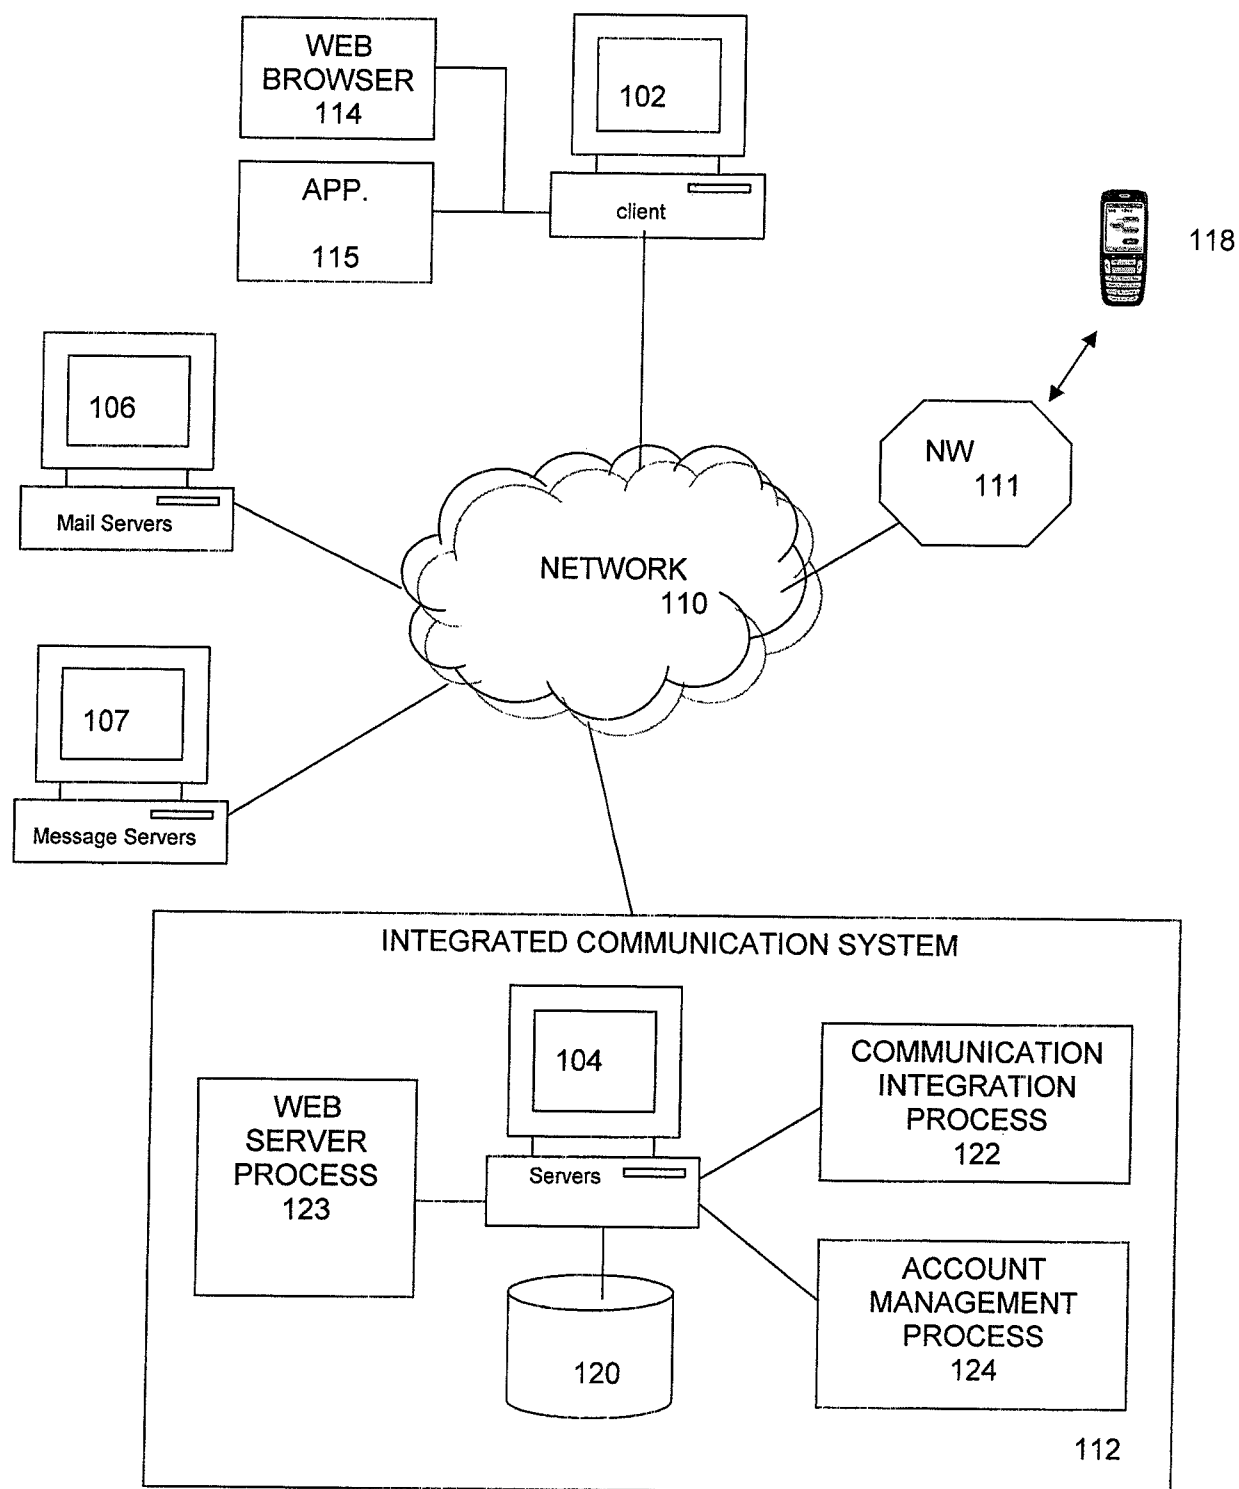 WEB
BROWSER
114
102
client
APP.
115
118
106
Mail Servers
NW
111
NETWORK
110
107
Message Servers
INTEGRATED COMMUNICATION SYSTEM
104
Servers
WEB
SERVER
PROCESS
123
COMMUNICATION
INTEGRATION
PROCESS
122
ACCOUNT
MANAGEMENT
PROCESS
124
120
112